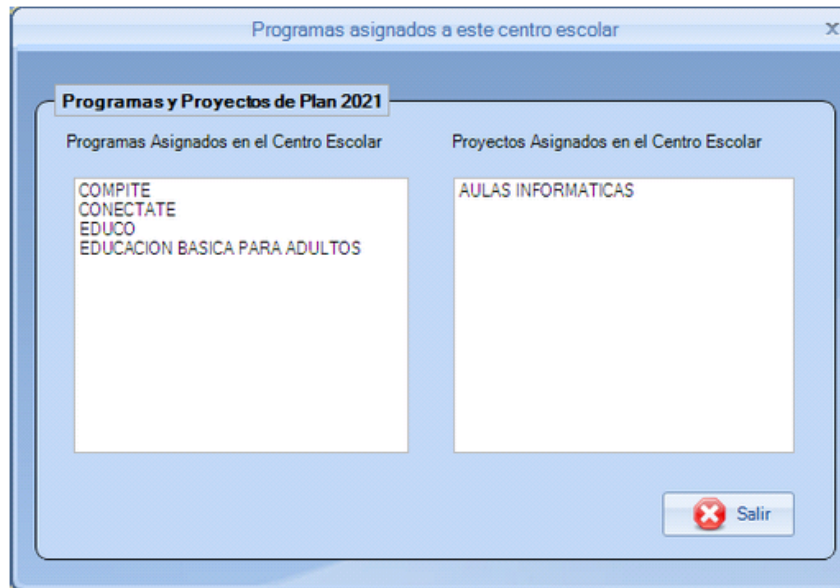 Programas asignados a este centro escolar
x
Programas y Proyectos de Plan 2021
Programas Asignados en el Centro Escolar
COMPITE
CONECTATE
EDUCO
EDUCACION BASICA PARA ADULTOS
Proyectos Asignados en el Centro Escolar
AULAS INFORMATICAS
Salir